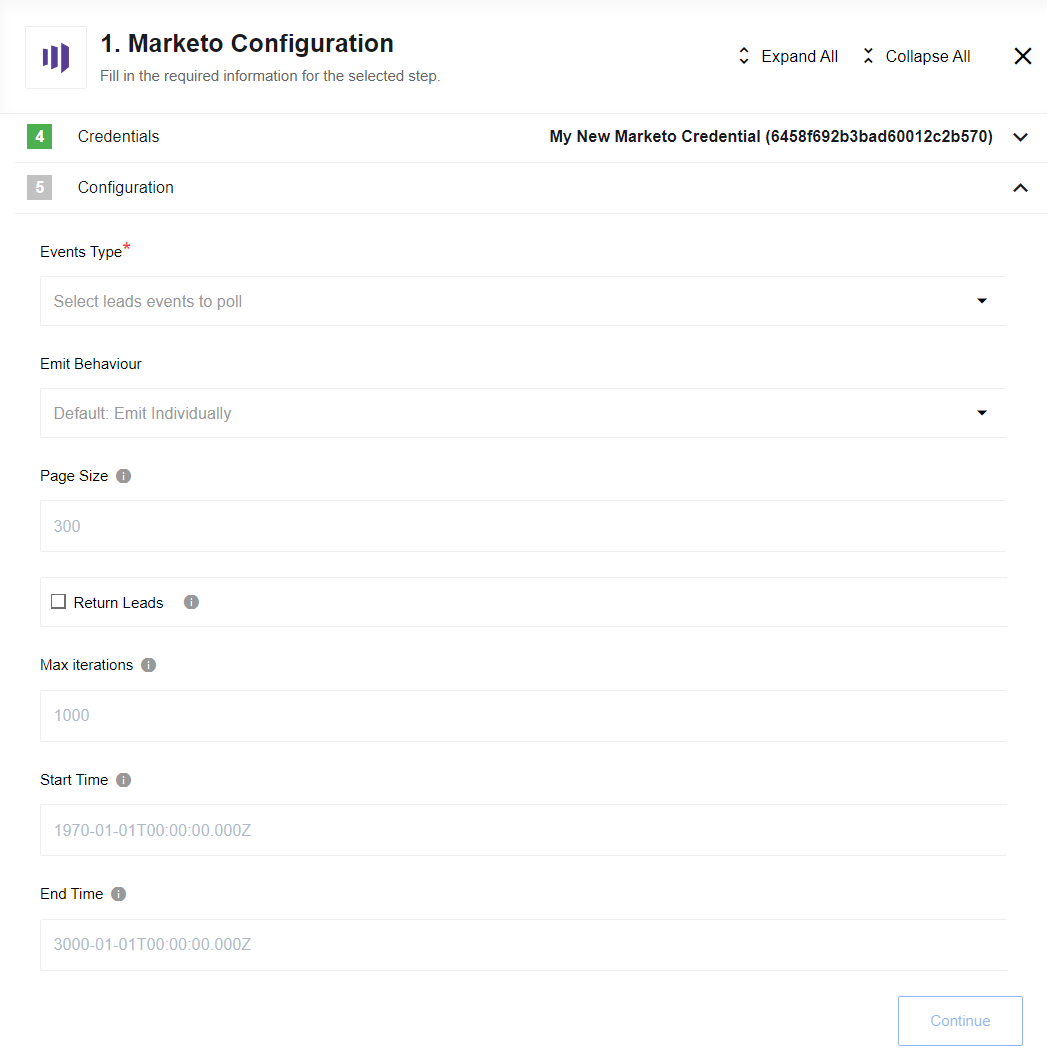 1. Marketo Configuration
Fill in the required information for the selected step.
Expand All
Collapse All
4 Credentials My New Marketo Credential (6458f692b3bad60012c2b570)
5 Configuration
Events Type*
Select leads events to poll
Emit Behaviour
Default: Emit Individually
Page Size
300
Return Leads
Max iterations
1000
Start Time
1970-01-01T00:00:00.000Z
End Time
3000-01-01T00:00:00.000Z
Continue